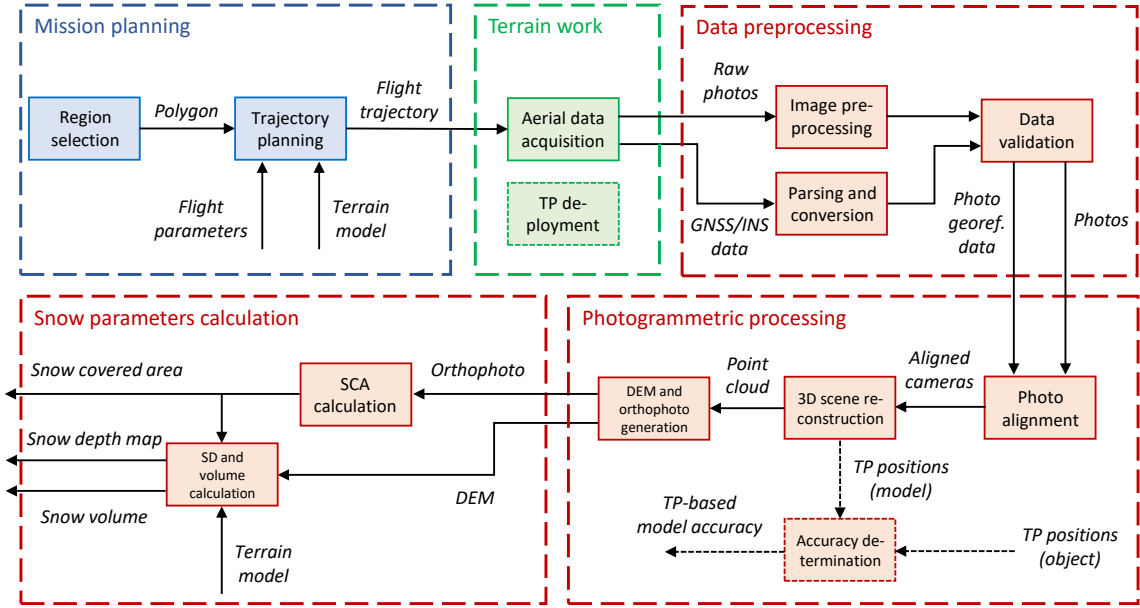 Mission planning
Region
selection
Polygon
Trajectory
planning
Flight
trajectory
Flight
parameters
Terrain
model
Terrain work
Aerial data
acquisition
TP de-
ployment
Data preprocessing
Raw
photos
Image pre-
processing
GNSS/INS
data
Parsing and
conversion
Data
validation
Photo
georef.
data
Photos
Snow parameters calculation
Snow covered area
SCA
calculation
Orthophoto
Snow depth map
SD and
volume
calculation
Snow volume
DEM
Terrain
model
Photogrammetric processing
DEM and
orthophoto
generation
Point
cloud
3D scene re-
construction
Aligned
cameras
Photo
alignment
TP positions
(model)
TP-based
model accuracy
Accuracy de-
termination
TP positions
(object)